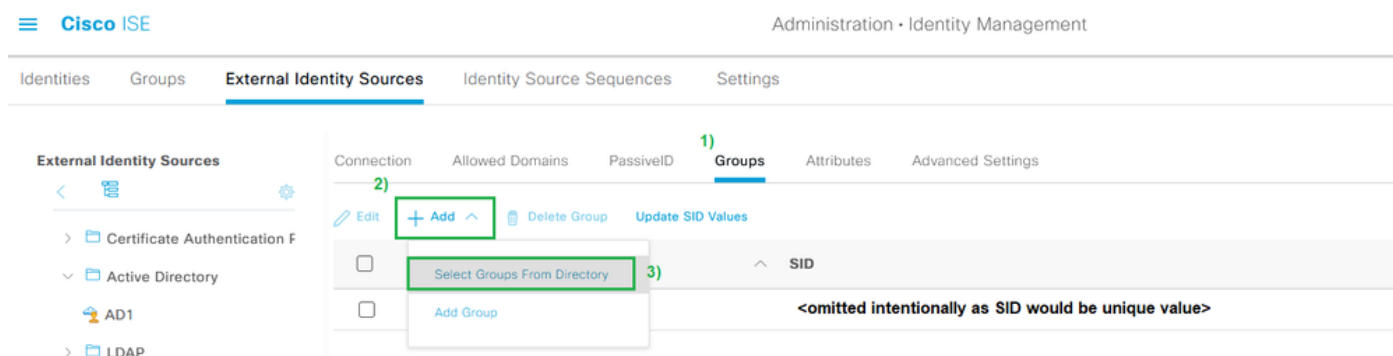 Cisco ISE
Administration · Identity Management
Identities Groups External Identity Sources Identity Source Sequences Settings
1)
External Identity Sources
Connection Allowed Domains PassiveID Groups Attributes Advanced Settings
2)
Edit + Add Delete Group Update SID Values
Certificate Authentication F
SID
Select Groups From Directory 3)
Active Directory
AD1
Add Group
<omitted intentionally as SID would be unique value>
LDAP